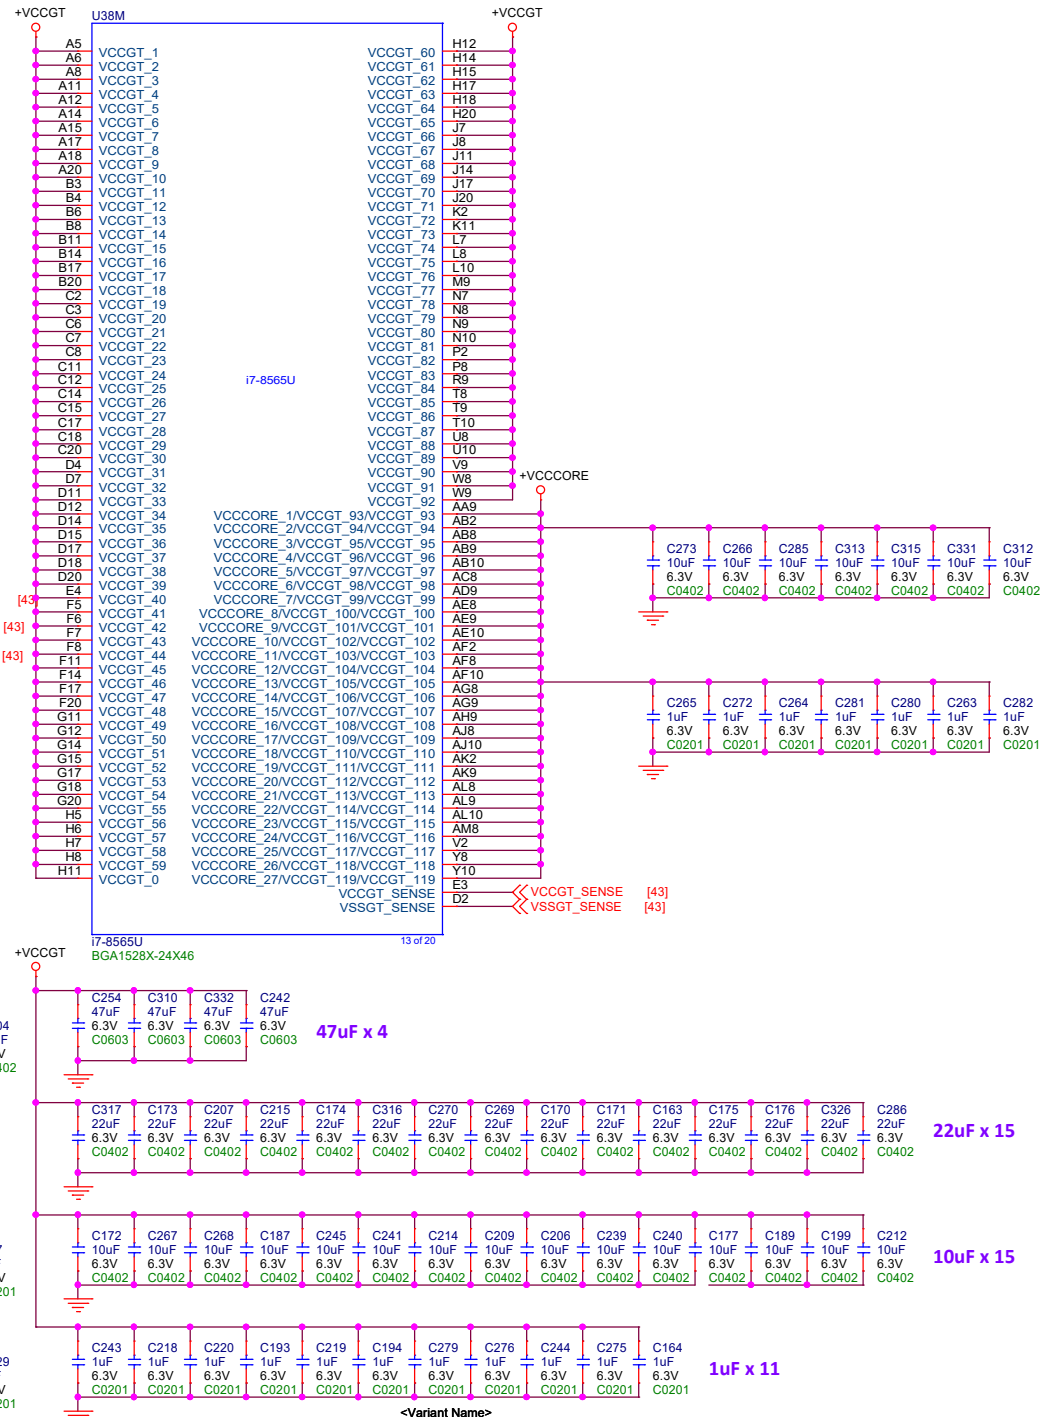 +VCCGT U38M +VCCGT
A5 VCCGT_1 VCCGT_60 H12
A6 VCCGT_2 VCCGT_61 H14
A8 VCCGT_3 VCCGT_62 H15
A11 VCCGT_4 VCCGT_63 H17
A12 VCCGT_5 VCCGT_64 H18
A14 VCCGT_6 VCCGT_65 H20
A15 VCCGT_7 VCCGT_66 J7
A17 VCCGT_8 VCCGT_67 J8
A18 VCCGT_9 VCCGT_68 J11
A20 VCCGT_10 VCCGT_69 J14
B3 VCCGT_11 VCCGT_70 J17
B4 VCCGT_12 VCCGT_71 J20
B6 VCCGT_13 VCCGT_72 K2
B8 VCCGT_14 VCCGT_73 K11
B11 VCCGT_15 VCCGT_74 L7
B14 VCCGT_16 VCCGT_75 L8
B17 VCCGT_17 VCCGT_76 L10
B20 VCCGT_18 VCCGT_77 M9
C2 VCCGT_19 VCCGT_78 N7
C3 VCCGT_20 VCCGT_79 N8
C6 VCCGT_21 VCCGT_80 N9
C7 VCCGT_22 VCCGT_81 N10
C8 VCCGT_23 VCCGT_82 P2
C11 VCCGT_24 VCCGT_83 P8
C12 VCCGT_25 i7-8565U VCCGT_84 R9
C14 VCCGT_26 VCCGT_85 T8
C15 VCCGT_27 VCCGT_86 T9
C17 VCCGT_28 VCCGT_87 T10
C18 VCCGT_29 VCCGT_88 U8
C20 VCCGT_30 VCCGT_89 U10
D4 VCCGT_31 VCCGT_90 V9
D7 VCCGT_32 VCCGT_91 W8 +VCCCORE
D11 VCCGT_33 VCCGT_92 W9
D12 VCCGT_34 VCCCORE_1/VCCGT_93/VCCGT_93 AA9
D14 VCCGT_35 VCCCORE_2/VCCGT_94/VCCGT_94 AB2
D15 VCCGT_36 VCCCORE_3/VCCGT_95/VCCGT_95 AB8
D17 VCCGT_37 VCCCORE_4/VCCGT_96/VCCGT_96 AB9
D18 VCCGT_38 VCCCORE_5/VCCGT_97/VCCGT_97 AB10
D20 VCCGT_39 VCCCORE_6/VCCGT_98/VCCGT_98 AC8
E4 VCCGT_40 VCCCORE_7/VCCGT_99/VCCGT_99 AD9
[43]
F5 VCCGT_41 VCCCORE_8/VCCGT_100/VCCGT_100 AE8
F6 VCCGT_42 VCCCORE_9/VCCGT_101/VCCGT_101 AE9
[43]
F7 VCCGT_43 VCCCORE_10/VCCGT_102/VCCGT_102 AE10
F8 VCCGT_44 VCCCORE_11/VCCGT_103/VCCGT_103 AF2
[43]
F11 VCCGT_45 VCCCORE_12/VCCGT_104/VCCGT_104 AF8
F14 VCCGT_46 VCCCORE_13/VCCGT_105/VCCGT_105 AF10
F17 VCCGT_47 VCCCORE_14/VCCGT_106/VCCGT_106 AG8
F20 VCCGT_48 VCCCORE_15/VCCGT_107/VCCGT_107 AG9
G11 VCCGT_49 VCCCORE_16/VCCGT_108/VCCGT_108 AH9
G12 VCCGT_50 VCCCORE_17/VCCGT_109/VCCGT_109 AJ8
G14 VCCGT_51 VCCCORE_18/VCCGT_110/VCCGT_110 AJ10
G15 VCCGT_52 VCCCORE_19/VCCGT_111/VCCGT_111 AK2
G17 VCCGT_53 VCCCORE_20/VCCGT_112/VCCGT_112 AK9
G18 VCCGT_54 VCCCORE_21/VCCGT_113/VCCGT_113 AL8
G20 VCCGT_55 VCCCORE_22/VCCGT_114/VCCGT_114 AL9
H5 VCCGT_56 VCCCORE_23/VCCGT_115/VCCGT_115 AL10
H6 VCCGT_57 VCCCORE_24/VCCGT_116/VCCGT_116 AM8
H7 VCCGT_58 VCCCORE_25/VCCGT_117/VCCGT_117 V2
H8 VCCGT_59 VCCCORE_26/VCCGT_118/VCCGT_118 Y8
H11 VCCGT_0 VCCCORE_27/VCCGT_119/VCCGT_119 Y10
VCCGT_SENSE E3 VCCGT_SENSE [43]
VSSGT_SENSE D2 VSSGT_SENSE [43]
i7-8565U 13 of 20
BGA1528X-24X46
C273 C266 C285 C313 C315 C331 C312
10uF 10uF 10uF 10uF 10uF 10uF 10uF
6.3V 6.3V 6.3V 6.3V 6.3V 6.3V 6.3V
C0402 C0402 C0402 C0402 C0402 C0402 C0402
C265 C272 C264 C281 C280 C263 C282
1uF 1uF 1uF 1uF 1uF 1uF 1uF
6.3V 6.3V 6.3V 6.3V 6.3V 6.3V 6.3V
C0201 C0201 C0201 C0201 C0201 C0201 C0201
+VCCGT
C254 C310 C332 C242
47uF 47uF 47uF 47uF
6.3V 6.3V 6.3V 6.3V
C0603 C0603 C0603 C0603
47uF x 4
C317 C173 C207 C215 C174 C316 C270 C269 C170 C171 C163 C175 C176 C326 C286
22uF 22uF 22uF 22uF 22uF 22uF 22uF 22uF 22uF 22uF 22uF 22uF 22uF 22uF 22uF
6.3V 6.3V 6.3V 6.3V 6.3V 6.3V 6.3V 6.3V 6.3V 6.3V 6.3V 6.3V 6.3V 6.3V 6.3V
C0402 C0402 C0402 C0402 C0402 C0402 C0402 C0402 C0402 C0402 C0402 C0402 C0402 C0402 C0402
22uF x 15
C172 C267 C268 C187 C245 C241 C214 C209 C206 C239 C240 C177 C189 C199 C212
10uF 10uF 10uF 10uF 10uF 10uF 10uF 10uF 10uF 10uF 10uF 10uF 10uF 10uF 10uF
6.3V 6.3V 6.3V 6.3V 6.3V 6.3V 6.3V 6.3V 6.3V 6.3V 6.3V 6.3V 6.3V 6.3V 6.3V
C0402 C0402 C0402 C0402 C0402 C0402 C0402 C0402 C0402 C0402 C0402 C0402 C0402 C0402 C0402
10uF x 15
C243 C218 C220 C193 C219 C194 C279 C276 C244 C275 C164
1uF 1uF 1uF 1uF 1uF 1uF 1uF 1uF 1uF 1uF 1uF
6.3V 6.3V 6.3V 6.3V 6.3V 6.3V 6.3V 6.3V 6.3V 6.3V 6.3V
C0201 C0201 C0201 C0201 C0201 C0201 C0201 C0201 C0201 C0201 C0201
1uF x 11
<Variant Name>